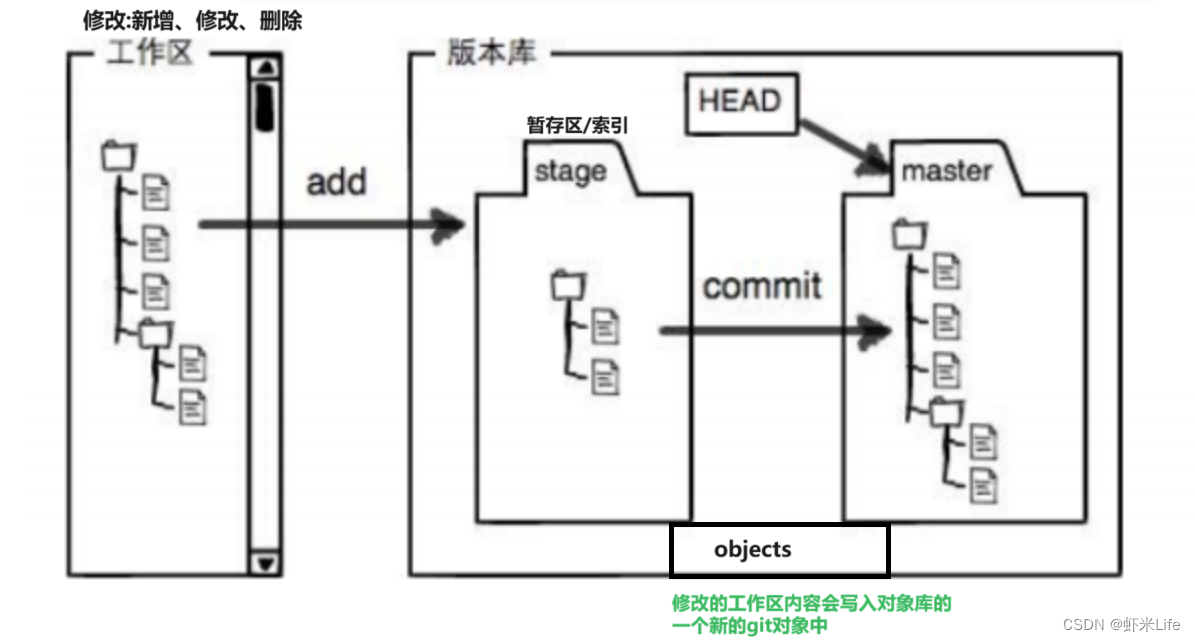 修改:新增、修改、删除
工作区
版本库
HEAD
暂存区/索引
stage
master
add
commit
objects
修改的工作区内容会写入对象库的
一个新的git对象中
CSDN @虾米Life